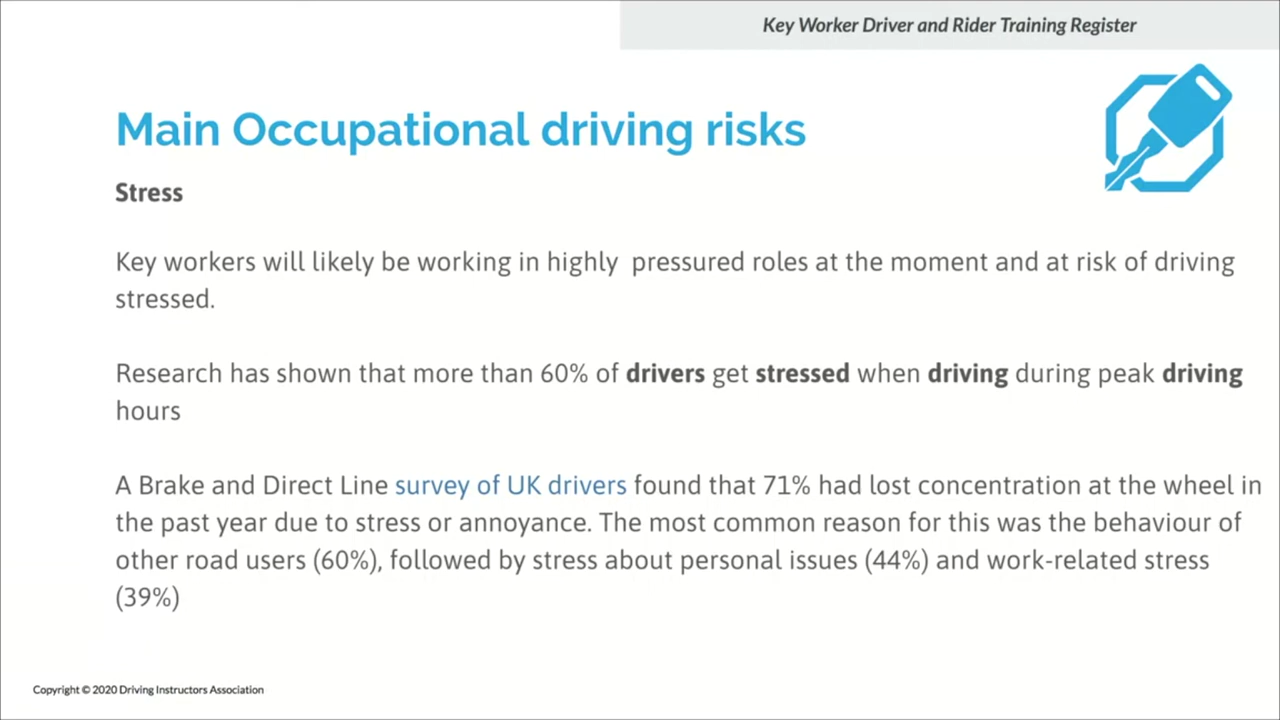 Key Worker Driver and Rider Training Register
Main Occupational driving risks
Stress
Key workers will likely be working in highly  pressured roles at the moment and at risk of driving
stressed.
Research has shown that more than 60% of drivers get stressed when driving during peak driving
hours
A Brake and Direct Line survey of UK drivers found that 71% had lost concentration at the wheel in
the past year due to stress or annoyance. The most common reason for this was the behaviour of
other road users (60%), followed by stress about personal issues (44%) and work-related stress
(39%)
Copyright © 2020 Driving Instructors Association